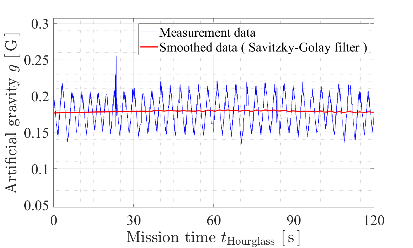 Artificial gravity g [G]
0.3
0.25
0.2
0.15
0.1
0.05
Measurement data
Smoothed data ( Savitzky-Golay filter )
0 30 60 90 120
Mission time tHourglass [s]